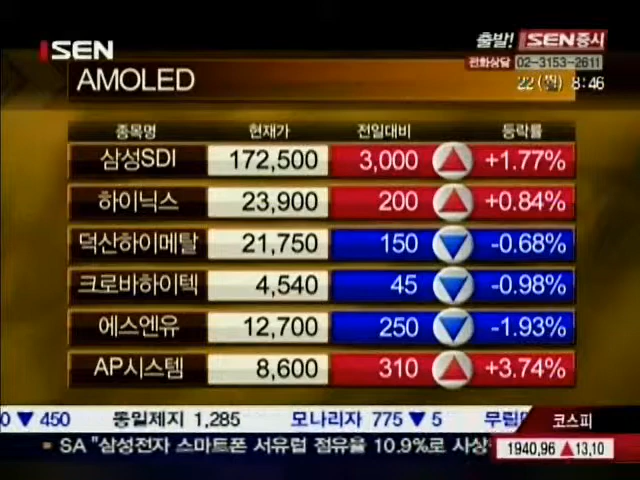 SEN
출발! SEN증시
전화상담 02-3153-2611
AMOLED
22(월) 8:46
종목명 현재가 전일대비 등락률
삼성SDI 172,500 3,000 ▲ +1.77%
하이닉스 23,900 200 ▲ +0.84%
덕산하이메탈 21,750 150 ▼ -0.68%
크로바하이텍 4,540 45 ▼ -0.98%
에스엔유 12,700 250 ▼ -1.93%
AP시스템 8,600 310 ▲ +3.74%
0 ▼ 450 동일제지 1,285 모나리자 775 ▼ 5 무림 코스피
SA "삼성전자 스마트폰 서유럽 점유율 10.9%로 사상 1940,96 ▲13,10